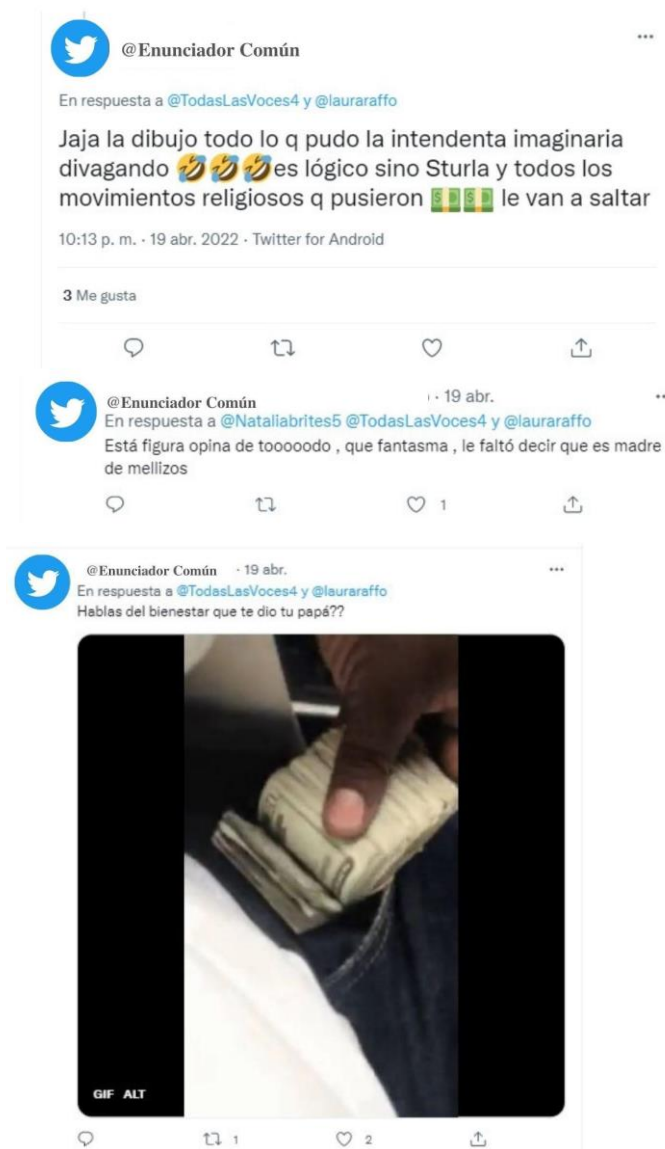 @Enunciador Común
En respuesta a @TodasLasVoces4 y @lauraraffo
Jaja la dibujo todo lo q pudo la intendenta imaginaria
divagando 🤣🤣🤣es lógico sino Sturla y todos los
movimientos religiosos q pusieron 💵💵 le van a saltar
10:13 p. m. · 19 abr. 2022 · Twitter for Android
3 Me gusta
@Enunciador Común · 19 abr.
En respuesta a @Nataliabrites5 @TodasLasVoces4 y @lauraraffo
Está figura opina de tooooodo , que fantasma , le faltó decir que es madre
de mellizos
1
@Enunciador Común · 19 abr.
En respuesta a @TodasLasVoces4 y @lauraraffo
Hablas del bienestar que te dio tu papá??
GIF ALT
1 2